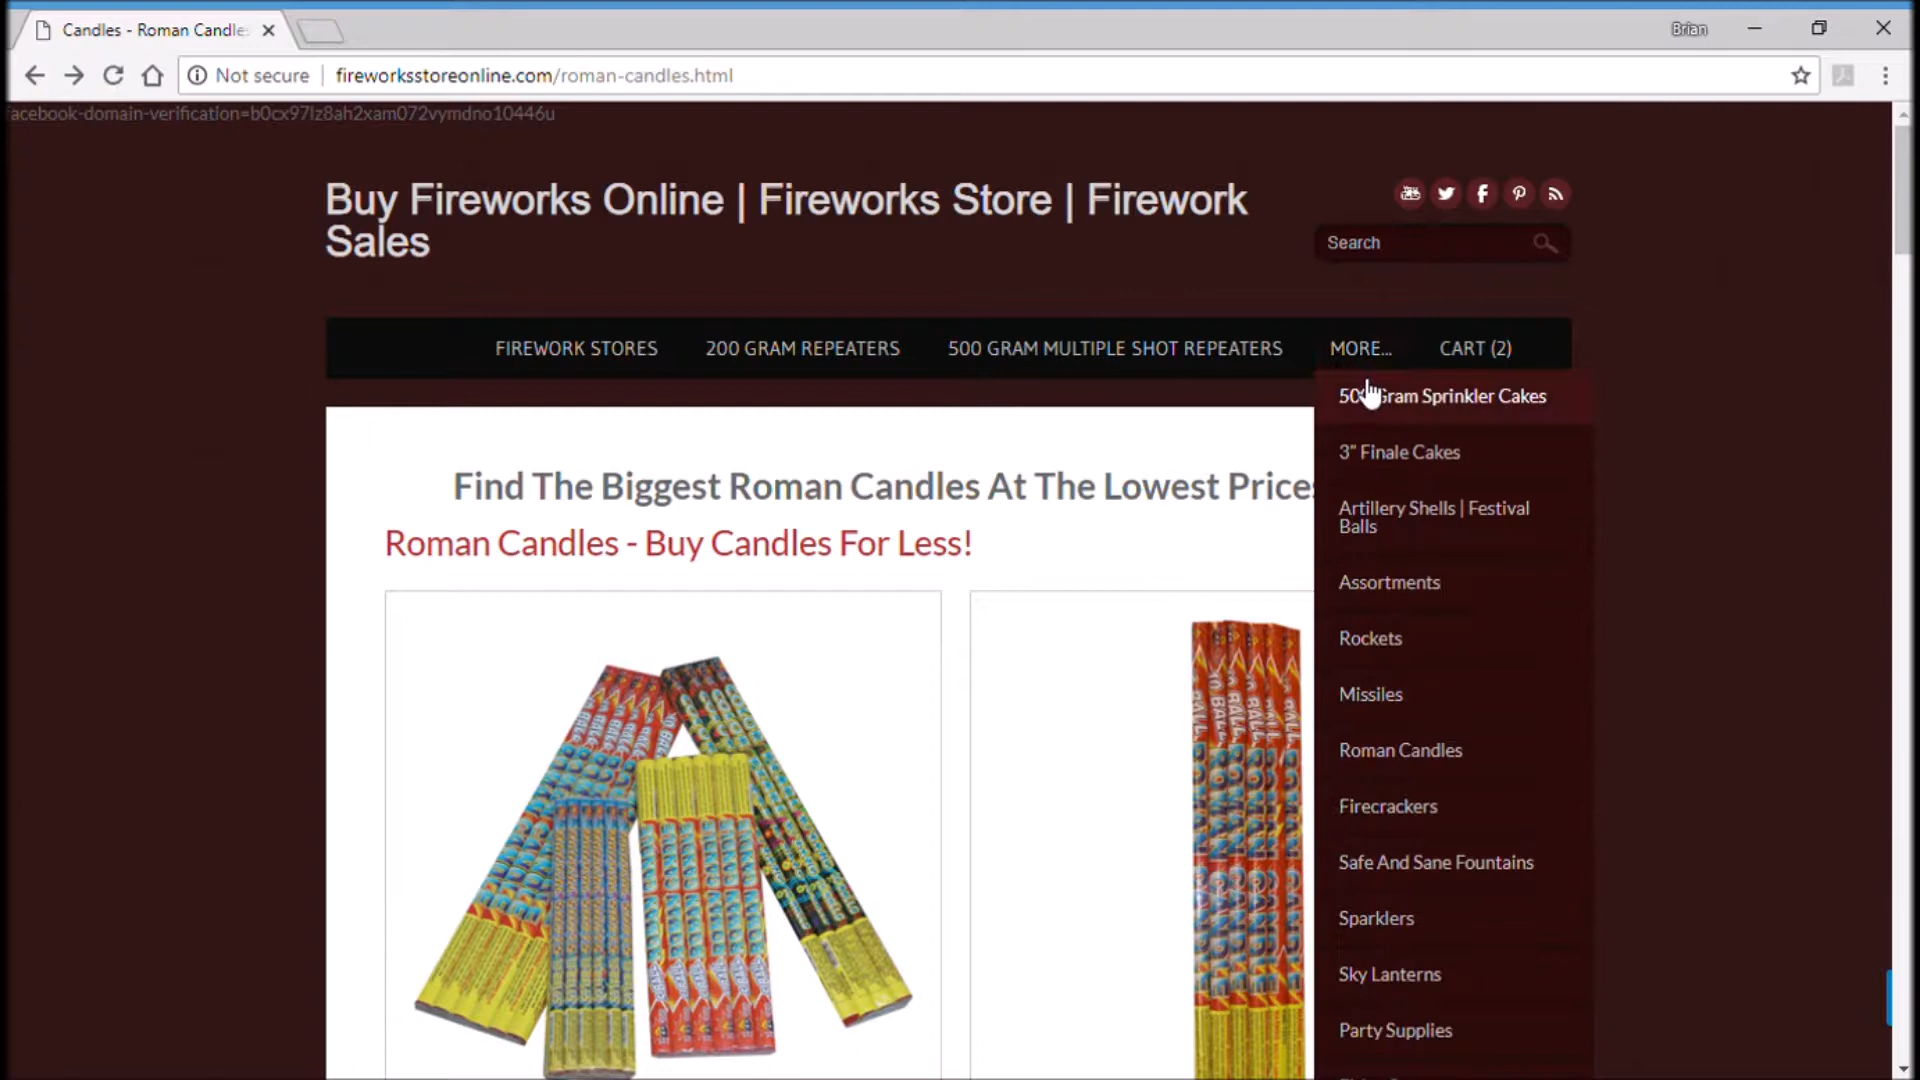 Candles - Roman Candle
Brian
Not secure
fireworksstoreonline.com/roman-candles.html
acebook-domain-verification=b0cx97lz8ah2xam072vymdno10446u
Buy Fireworks Online | Fireworks Store | Firework
Sales
Search
FIREWORK STORES 200 GRAM REPEATERS 500 GRAM MULTIPLE SHOT REPEATERS MORE... CART (2)
Gram Sprinkler Cakes
3" Finale Cakes
Artillery Shells | Festival
Balls
Assortments
Rockets
Missiles
Roman Candles
Firecrackers
Safe And Sane Fountains
Sparklers
Sky Lanterns
Party Supplies
Find The Biggest Roman Candles At The Lowest Prices
Roman Candles - Buy Candles For Less!